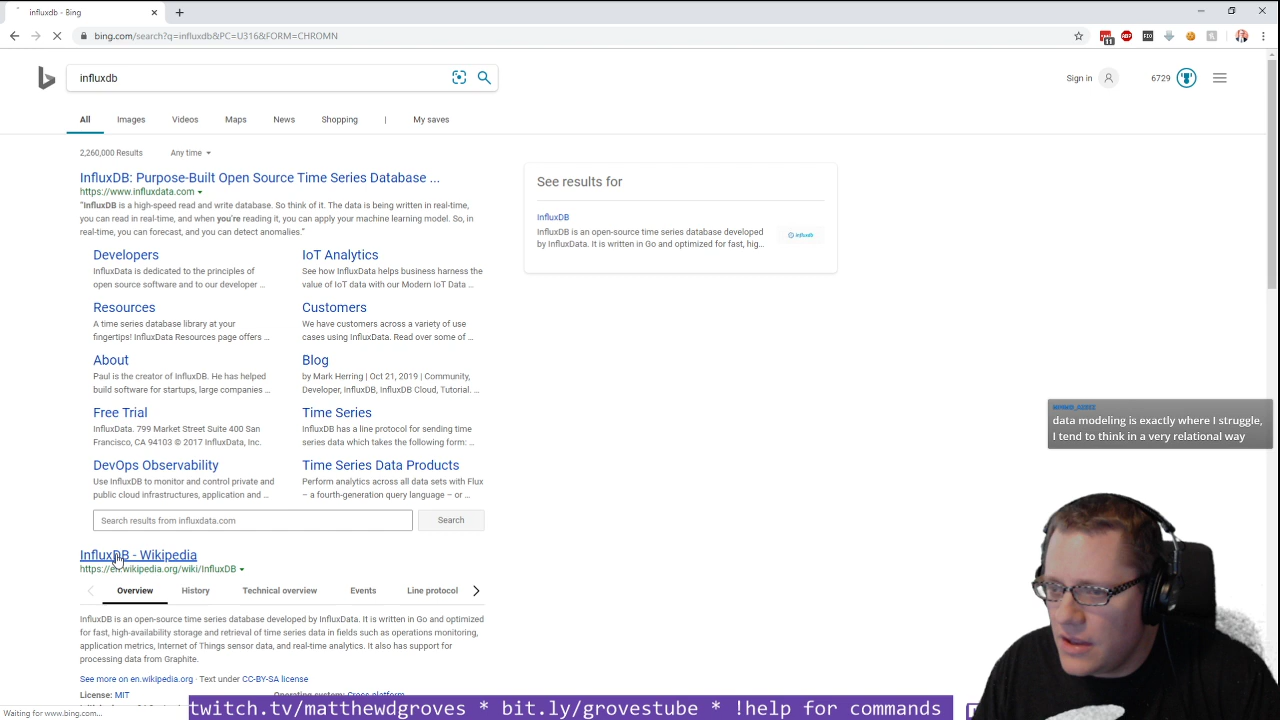 influxdb - Bing
bing.com/search?q=influxdb&PC=U316&FORM=CHROMN
11
influxdb
Sign in
6729
All
Images
Videos
Maps
News
Shopping
|
My saves
2,260,000 Results
Any time
InfluxDB: Purpose-Built Open Source Time Series Database ...
https://www.influxdata.com
"InfluxDB is a high-speed read and write database. So think of it. The data is being written in real-time,
you can read in real-time, and when you're reading it, you can apply your machine learning model. So, in
real-time, you can forecast, and you can detect anomalies."
Developers
InfluxData is dedicated to the principles of
open source software and to our developer ...
IoT Analytics
See how InfluxData helps business harness the
value of IoT data with our Modern IoT Data ...
Resources
A time series database library at your
fingertips! InfluxData Resources page offers ...
Customers
We have customers across a variety of use
cases using InfluxData. Read over some of ...
About
Paul is the creator of InfluxDB. He has helped
build software for startups, large companies ...
Blog
by Mark Herring | Oct 21, 2019 | Community,
Developer, InfluxDB, InfluxDB Cloud, Tutorial. ...
Free Trial
InfluxData. 799 Market Street Suite 400 San
Francisco, CA 94103 © 2017 InfluxData, Inc.
Time Series
InfluxDB has a line protocol for sending time
series data which takes the following form: ...
DevOps Observability
Use InfluxDB to monitor and control private and
public cloud infrastructures, application and ...
Time Series Data Products
Perform analytics across all data sets with Flux
– a fourth-generation query language – or ...
Search results from influxdata.com
Search
InfluxDB - Wikipedia
https://en.wikipedia.org/wiki/InfluxDB
Overview
History
Technical overview
Events
Line protocol
InfluxDB is an open-source time series database developed by InfluxData. It is written in Go and optimized
for fast, high-availability storage and retrieval of time series data in fields such as operations monitoring,
application metrics, Internet of Things sensor data, and real-time analytics. It also has support for
processing data from Graphite.
See more on en.wikipedia.org · Text under CC-BY-SA license
License: MIT
Operating system: Cross-platform
See results for
InfluxDB
InfluxDB is an open-source time series database developed
by InfluxData. It is written in Go and optimized for fast, hig...
influxdb
data modeling is exactly where I struggle,
I tend to think in a very relational way
Waiting for www.bing.com...
twitch.tv/matthewdgroves * bit.ly/grovestube * !help for commands